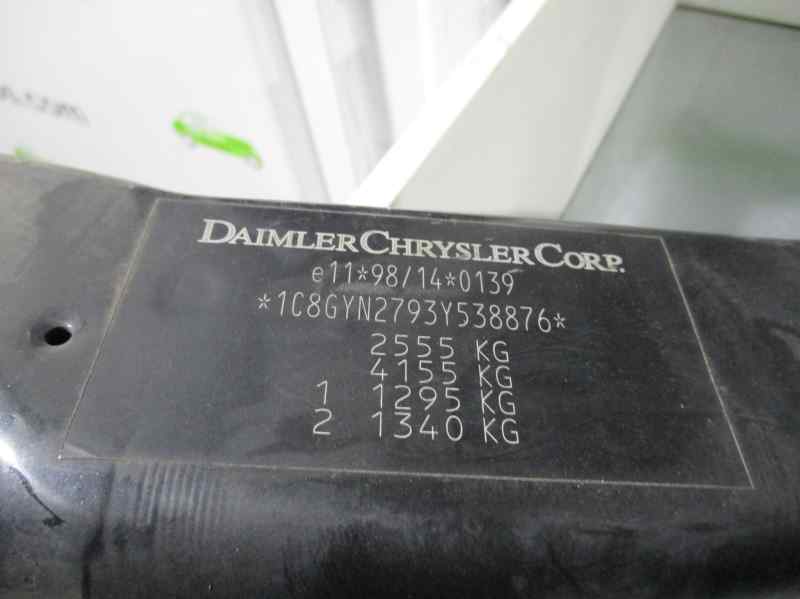 DAIMLERCHRYSLER CORP.
e11*98/14*0139
*1C8GYN2793Y538876*
2555 KG
4155 KG
1 1295 KG
2 1340 KG